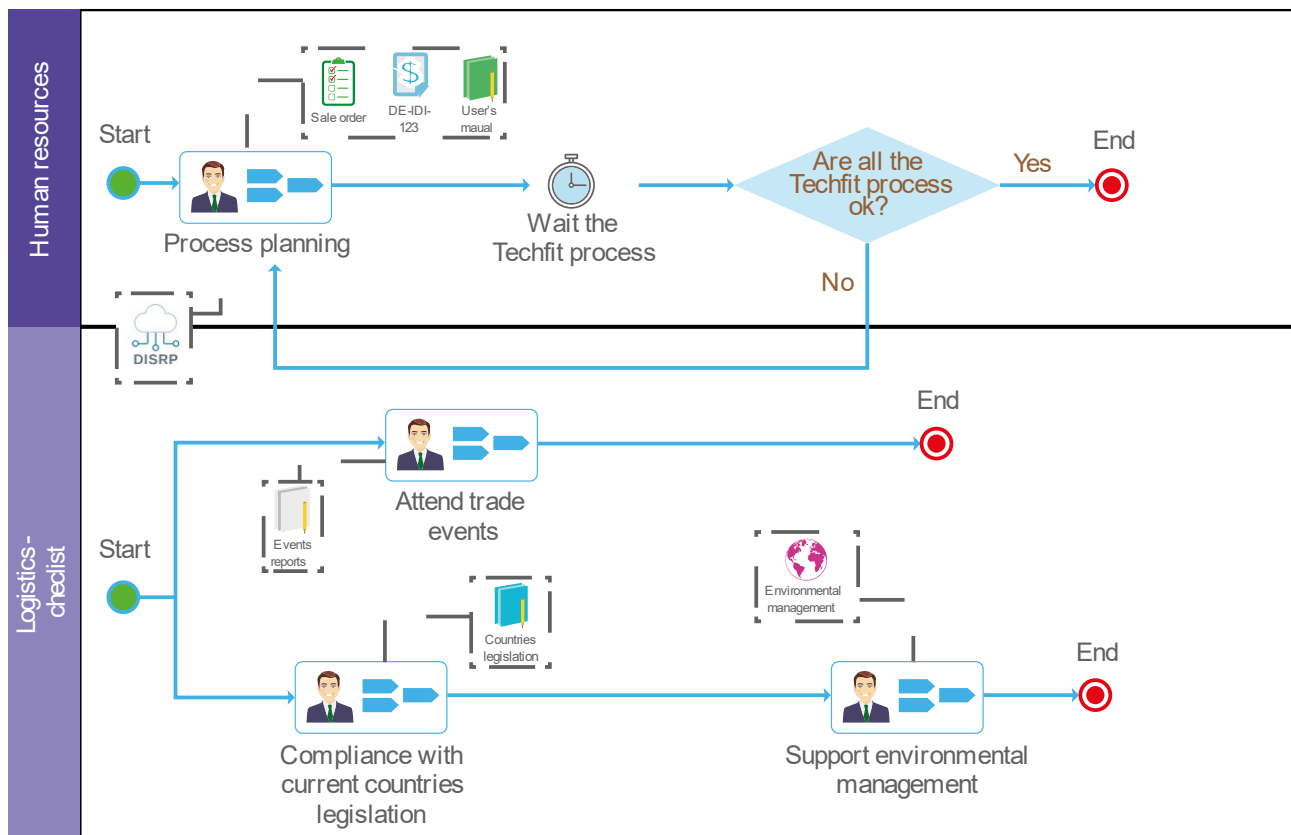 Human resources
Start
Sale order
DE-IDI-
123
User's
maual
Process planning
Wait the
Techfit process
Are all the
Techfit process
ok?
Yes
End
No
DISRP
Logistics -
checlist
Start
Attend trade
events
End
Events
reports
Countries
legislation
Compliance with
current countries
legislation
Environmental
management
Support environmental
management
End